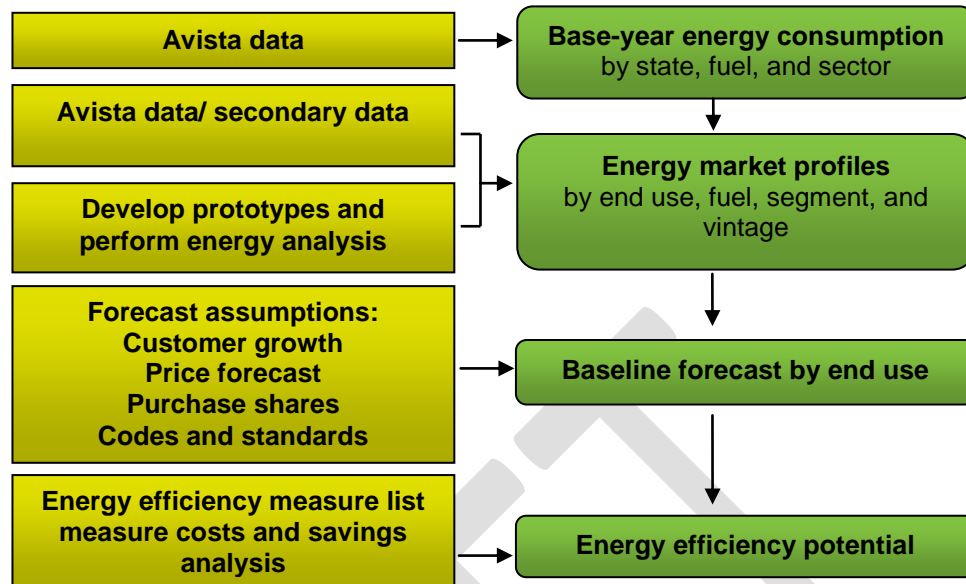 Avista data
Base-year energy consumption
by state, fuel, and sector
Avista data/ secondary data
Develop prototypes and
perform energy analysis
Energy market profiles
by end use, fuel, segment, and
vintage
Forecast assumptions:
Customer growth
Price forecast
Purchase shares
Codes and standards
Baseline forecast by end use
Energy efficiency measure list
measure costs and savings
analysis
Energy efficiency potential